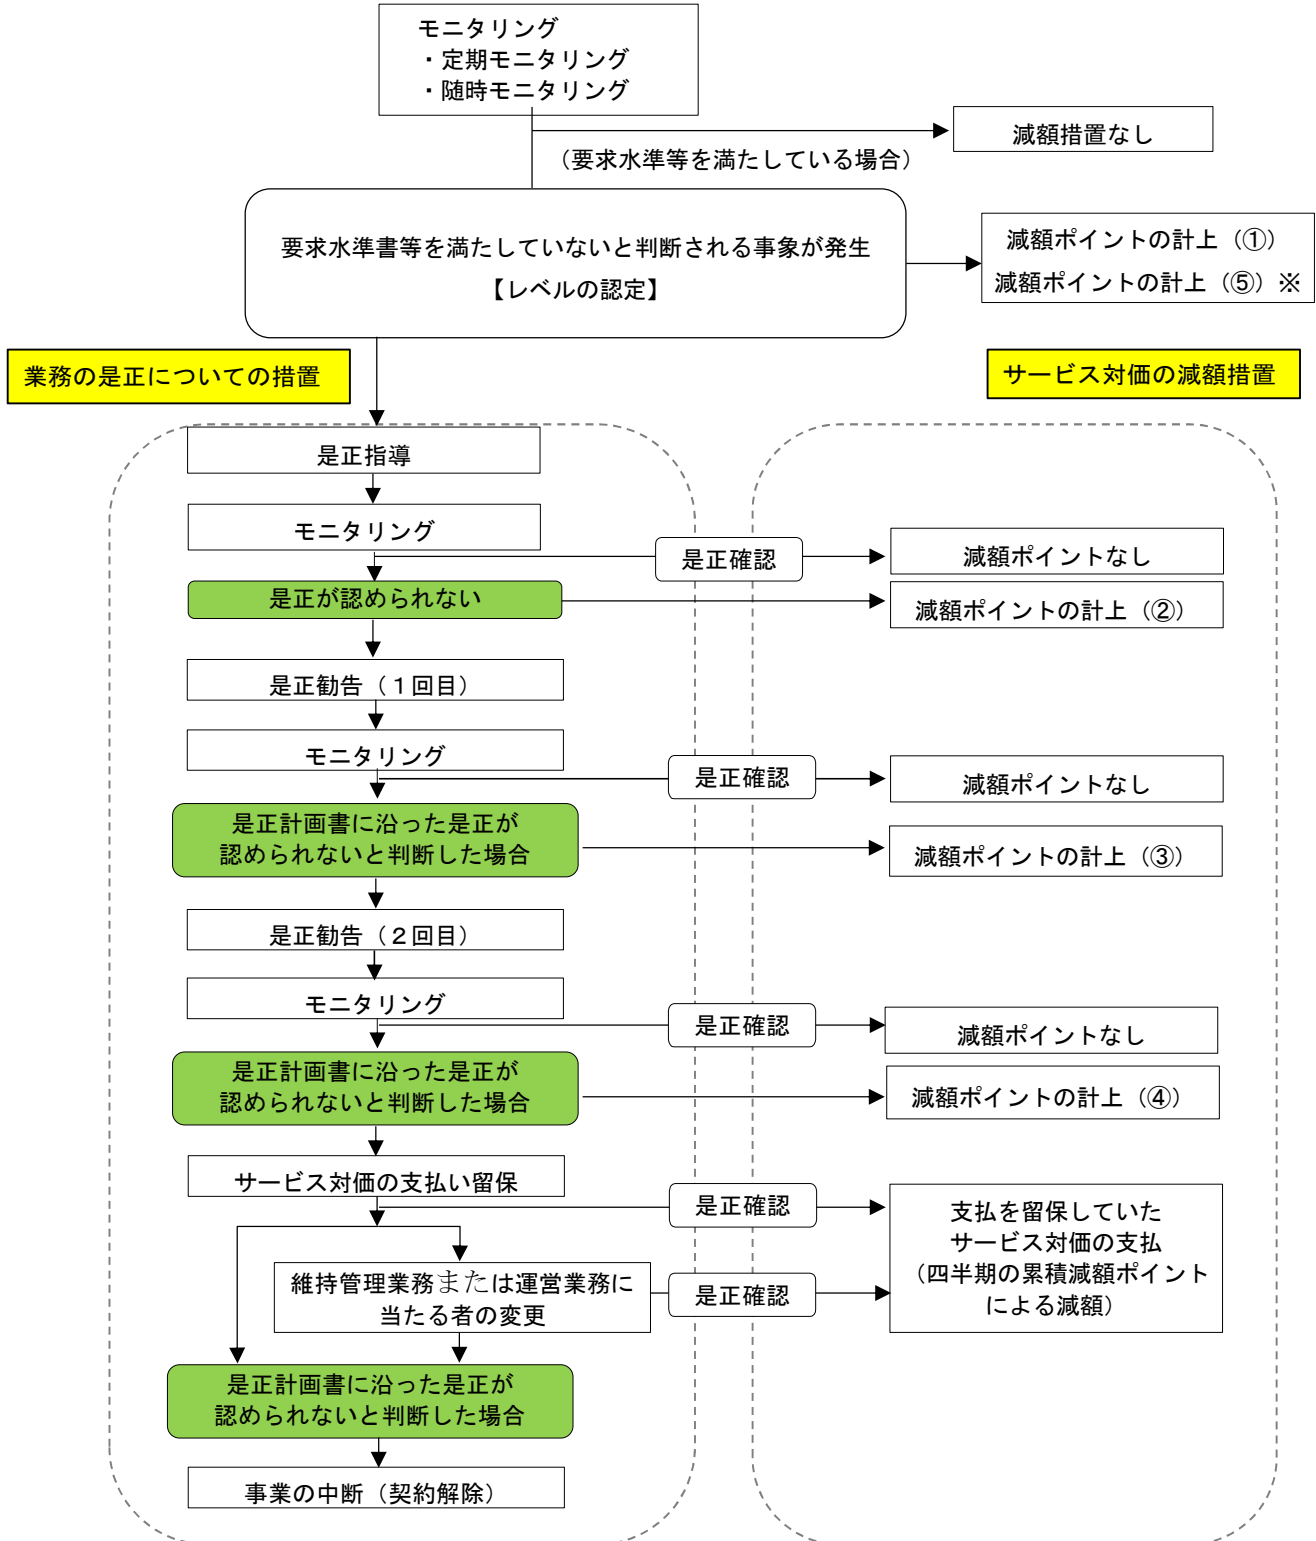 モニタリング
・定期モニタリング
・随時モニタリング
減額措置なし
（要求水準等を満たしている場合）
要求水準書等を満たしていないと判断される事象が発生
【レベルの認定】
減額ポイントの計上（①）
減額ポイントの計上（⑤）※
業務の是正についての措置
サービス対価の減額措置
是正指導
モニタリング
是正確認
減額ポイントなし
是正が認められない
減額ポイントの計上（②）
是正勧告（１回目）
モニタリング
是正確認
減額ポイントなし
是正計画書に沿った是正が
認められないと判断した場合
減額ポイントの計上（③）
是正勧告（２回目）
モニタリング
是正確認
減額ポイントなし
是正計画書に沿った是正が
認められないと判断した場合
減額ポイントの計上（④）
サービス対価の支払い留保
是正確認
支払を留保していた
サービス対価の支払
（四半期の累積減額ポイント
による減額）
維持管理業務または運営業務に
当たる者の変更
是正確認
是正計画書に沿った是正が
認められないと判断した場合
事業の中断（契約解除）